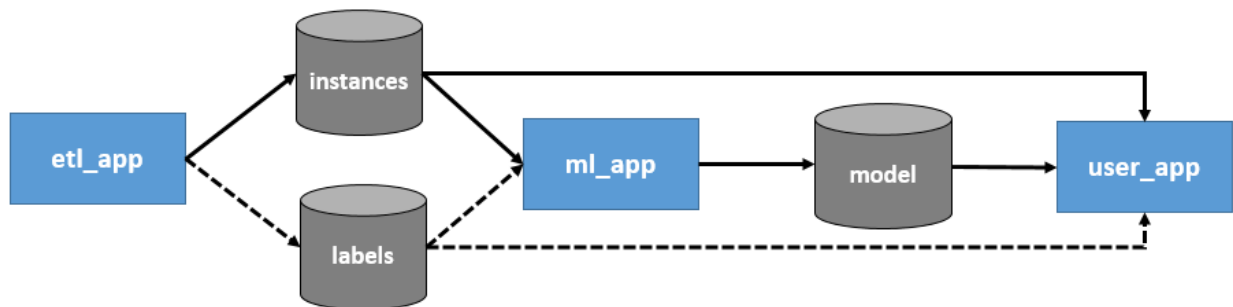 instances
etl_app
ml_app
model
user_app
labels